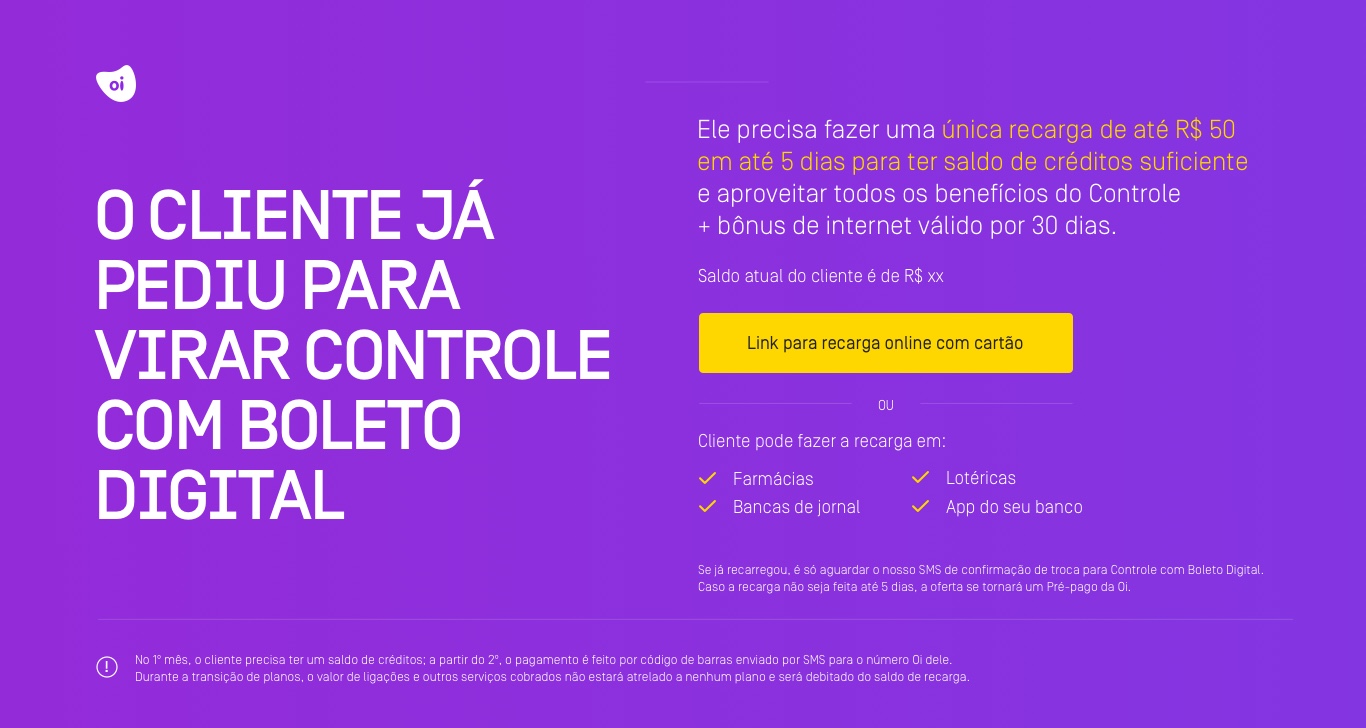 oi
O CLIENTE JÁ
PEDIU PARA
VIRAR CONTROLE
COM BOLETO
DIGITAL
Ele precisa fazer uma única recarga de até R$ 50
em até 5 dias para ter saldo de créditos suficiente
e aproveitar todos os benefícios do Controle
+ bônus de internet válido por 30 dias.
Saldo atual do cliente é de R$ xx
Link para recarga online com cartão
OU
Cliente pode fazer a recarga em:
Farmácias
Lotéricas
Bancas de jornal
App do seu banco
Se já recarregou, é só aguardar o nosso SMS de confirmação de troca para Controle com Boleto Digital.
Caso a recarga não seja feita até 5 dias, a oferta se tornará um Pré-pago da Oi.
No 1º mês, o cliente precisa ter um saldo de créditos; a partir do 2º, o pagamento é feito por código de barras enviado por SMS para o número Oi dele.
Durante a transição de planos, o valor de ligações e outros serviços cobrados não estará atrelado a nenhum plano e será debitado do saldo de recarga.